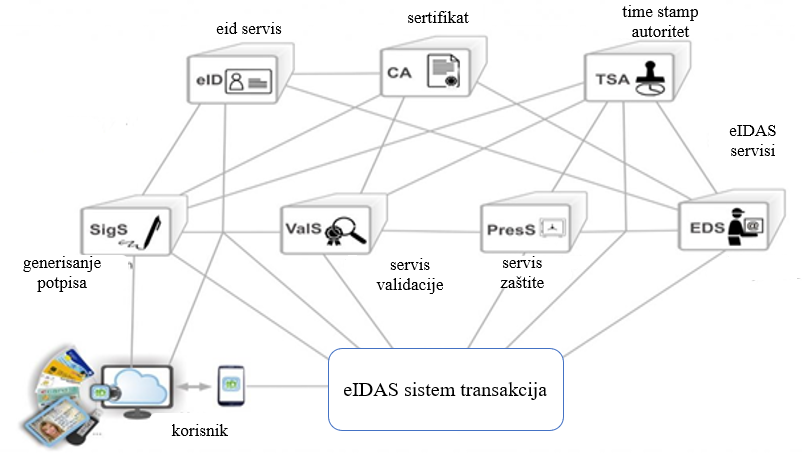 eid servis
sertifikat
time stamp
autoritet
eID
CA
TSA
eIDAS
servisi
SigS
ValS
PresS
EDS
@
generisanje
potpisa
servis
validacije
servis
zaštite
eIDAS sistem transakcija
korisnik